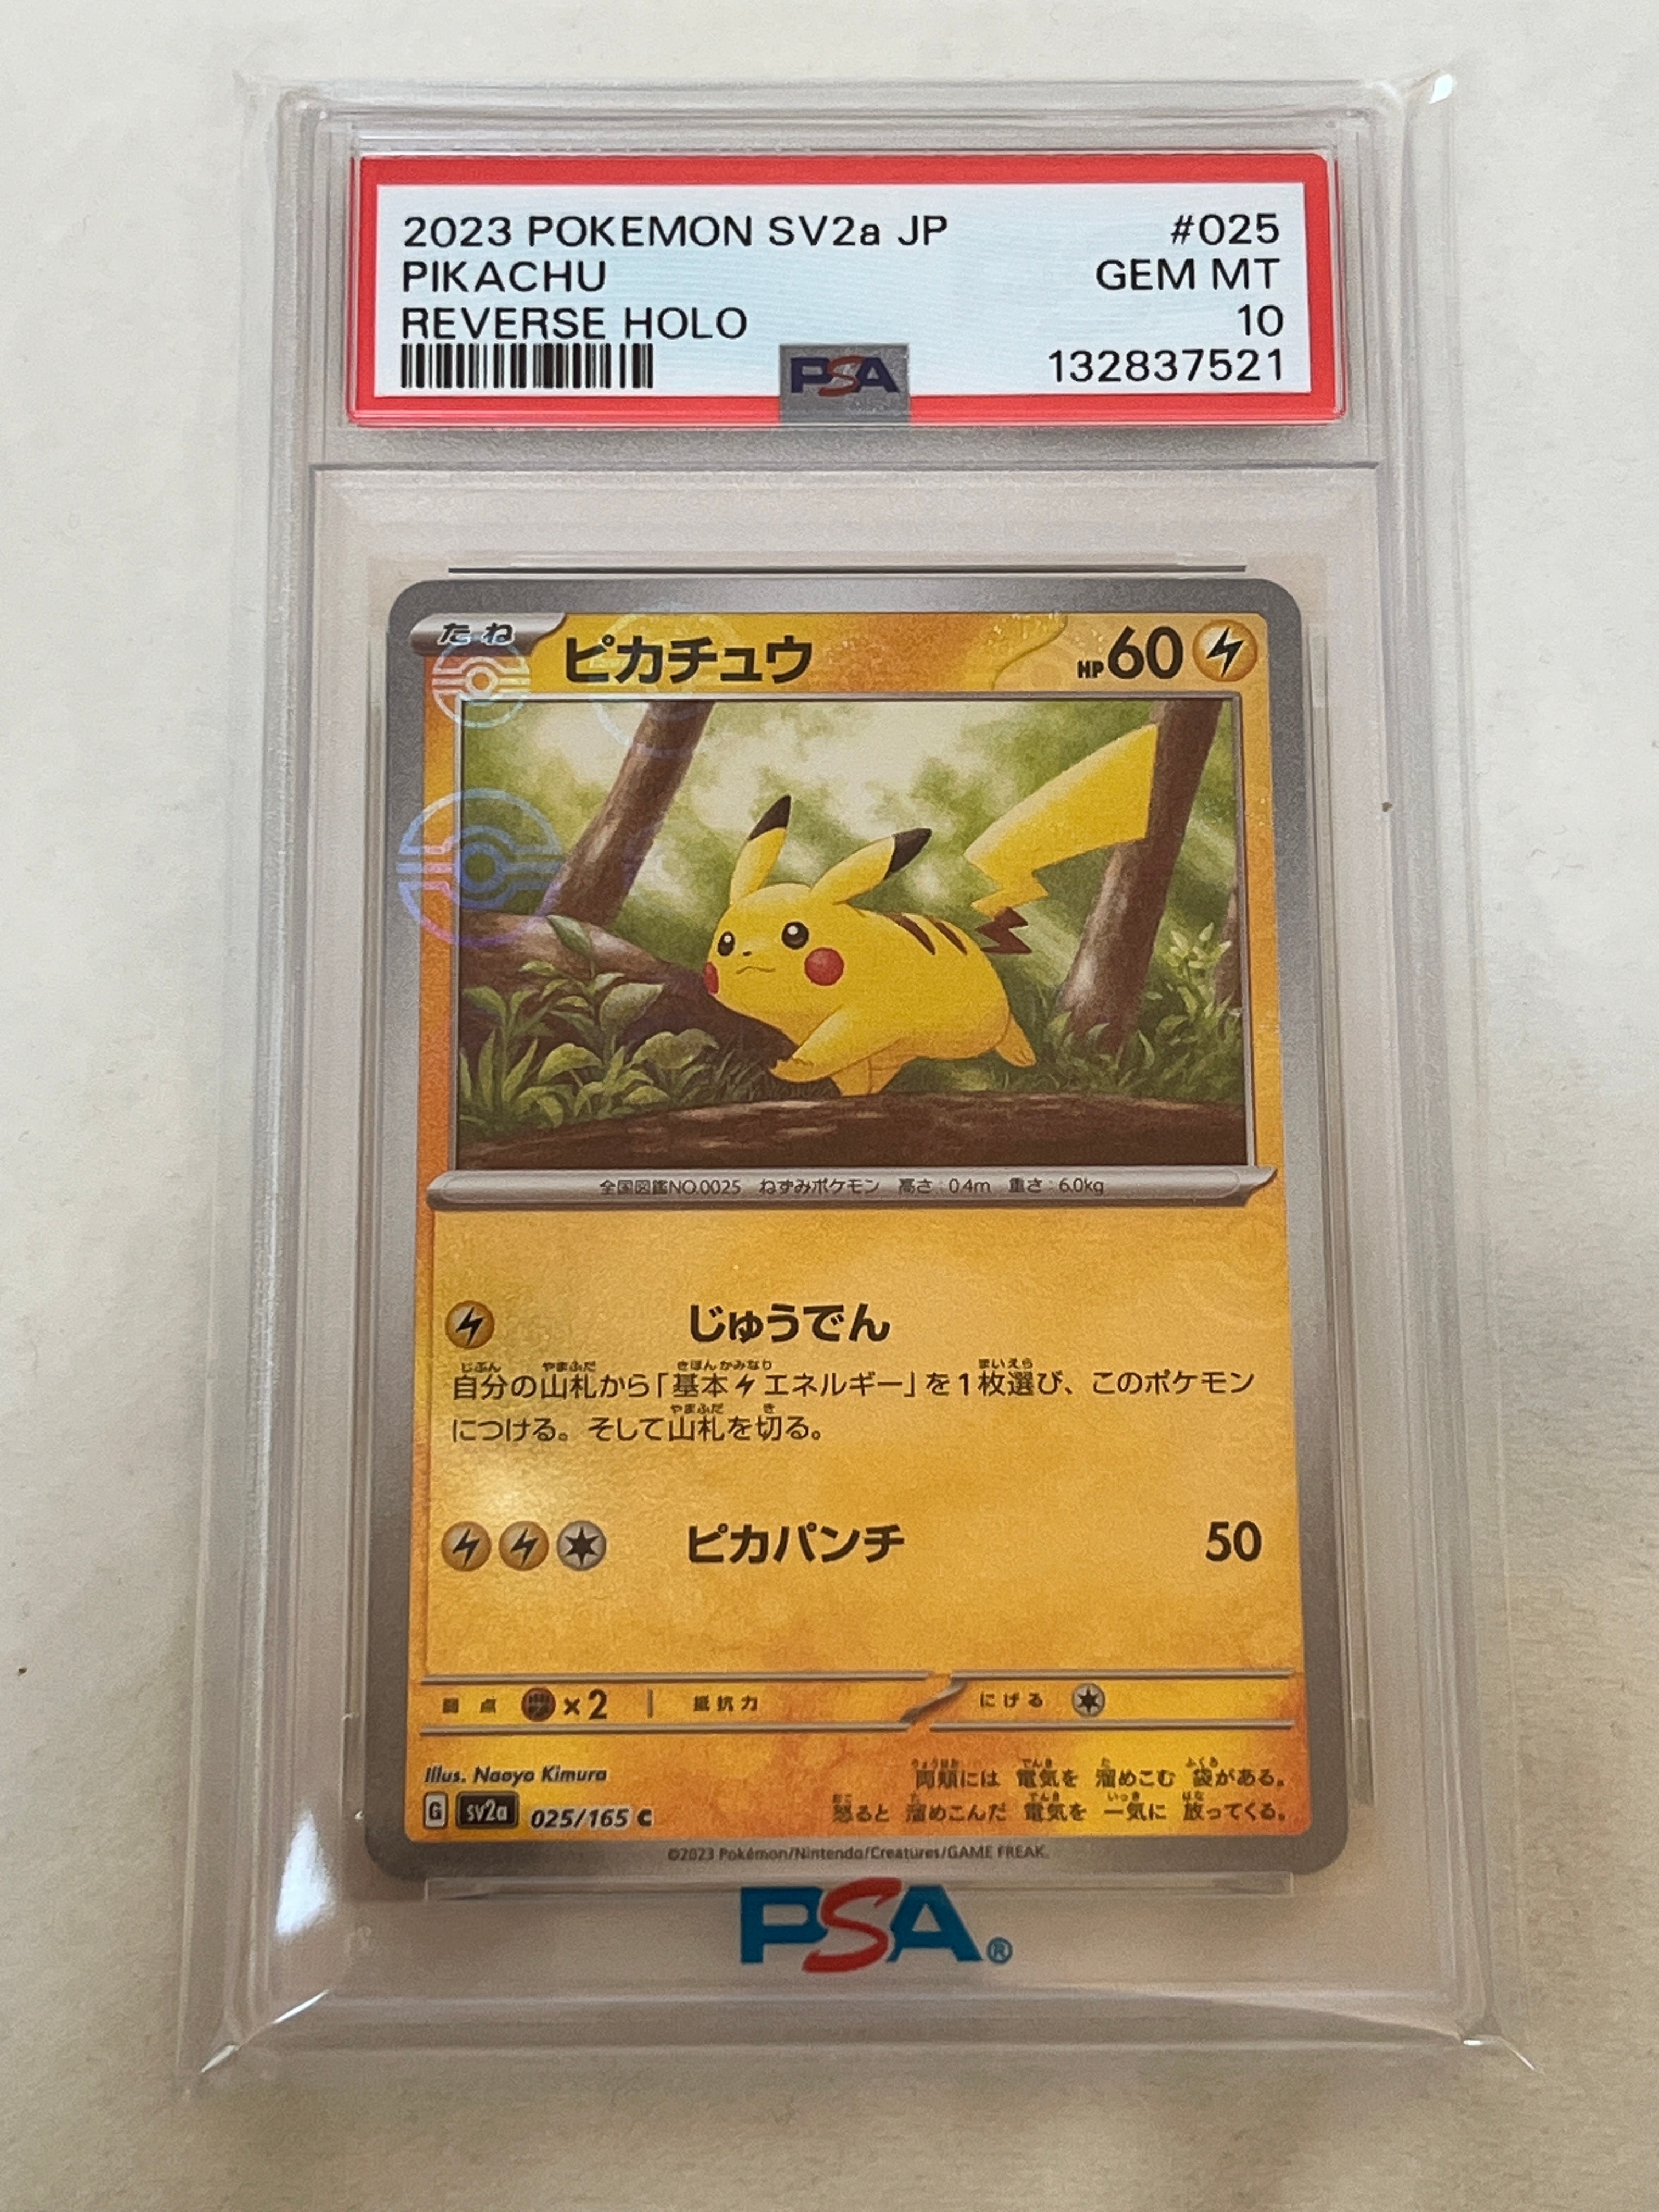 2023 POKEMON SV2a JP #025
PIKACHU GEM MT
REVERSE HOLO 10
PSA 132837521
たね ピカチュウ HP60
全国図鑑NO.0025 ねずみポケモン 高さ:0.4m 重さ:6.0kg
じゅうでん
自分の山札から「基本エネルギー」を1枚選び、このポケモン
につける。そして山札を切る。
ピカパンチ 50
弱点 ×2 抵抗力 にげる
Illus. Naoyo Kimura
両頬には 電気を 溜めこむ 袋がある。
怒ると 溜めこんだ 電気を 一気に 放ってくる。
G sv2a 025/165 C
©2023 Pokémon/Nintendo/Creatures/GAME FREAK.
PSA®